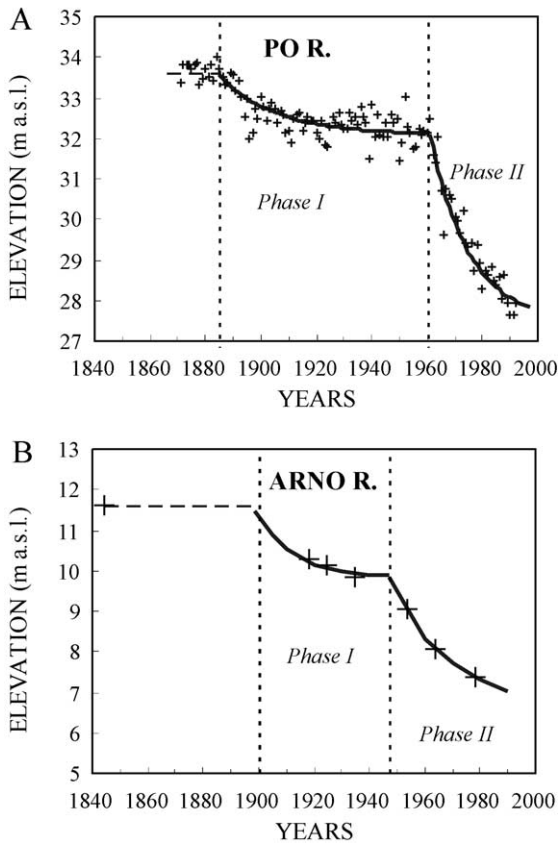 A
PO R.
ELEVATION (m a.s.l.)
35
34
33
32
31
30
29
28
27
Phase I
Phase II
1840 1860 1880 1900 1920 1940 1960 1980 2000
YEARS
B
ARNO R.
ELEVATION (m a.s.l.)
13
12
11
10
9
8
7
6
5
Phase I
Phase II
1840 1860 1880 1900 1920 1940 1960 1980 2000
YEARS